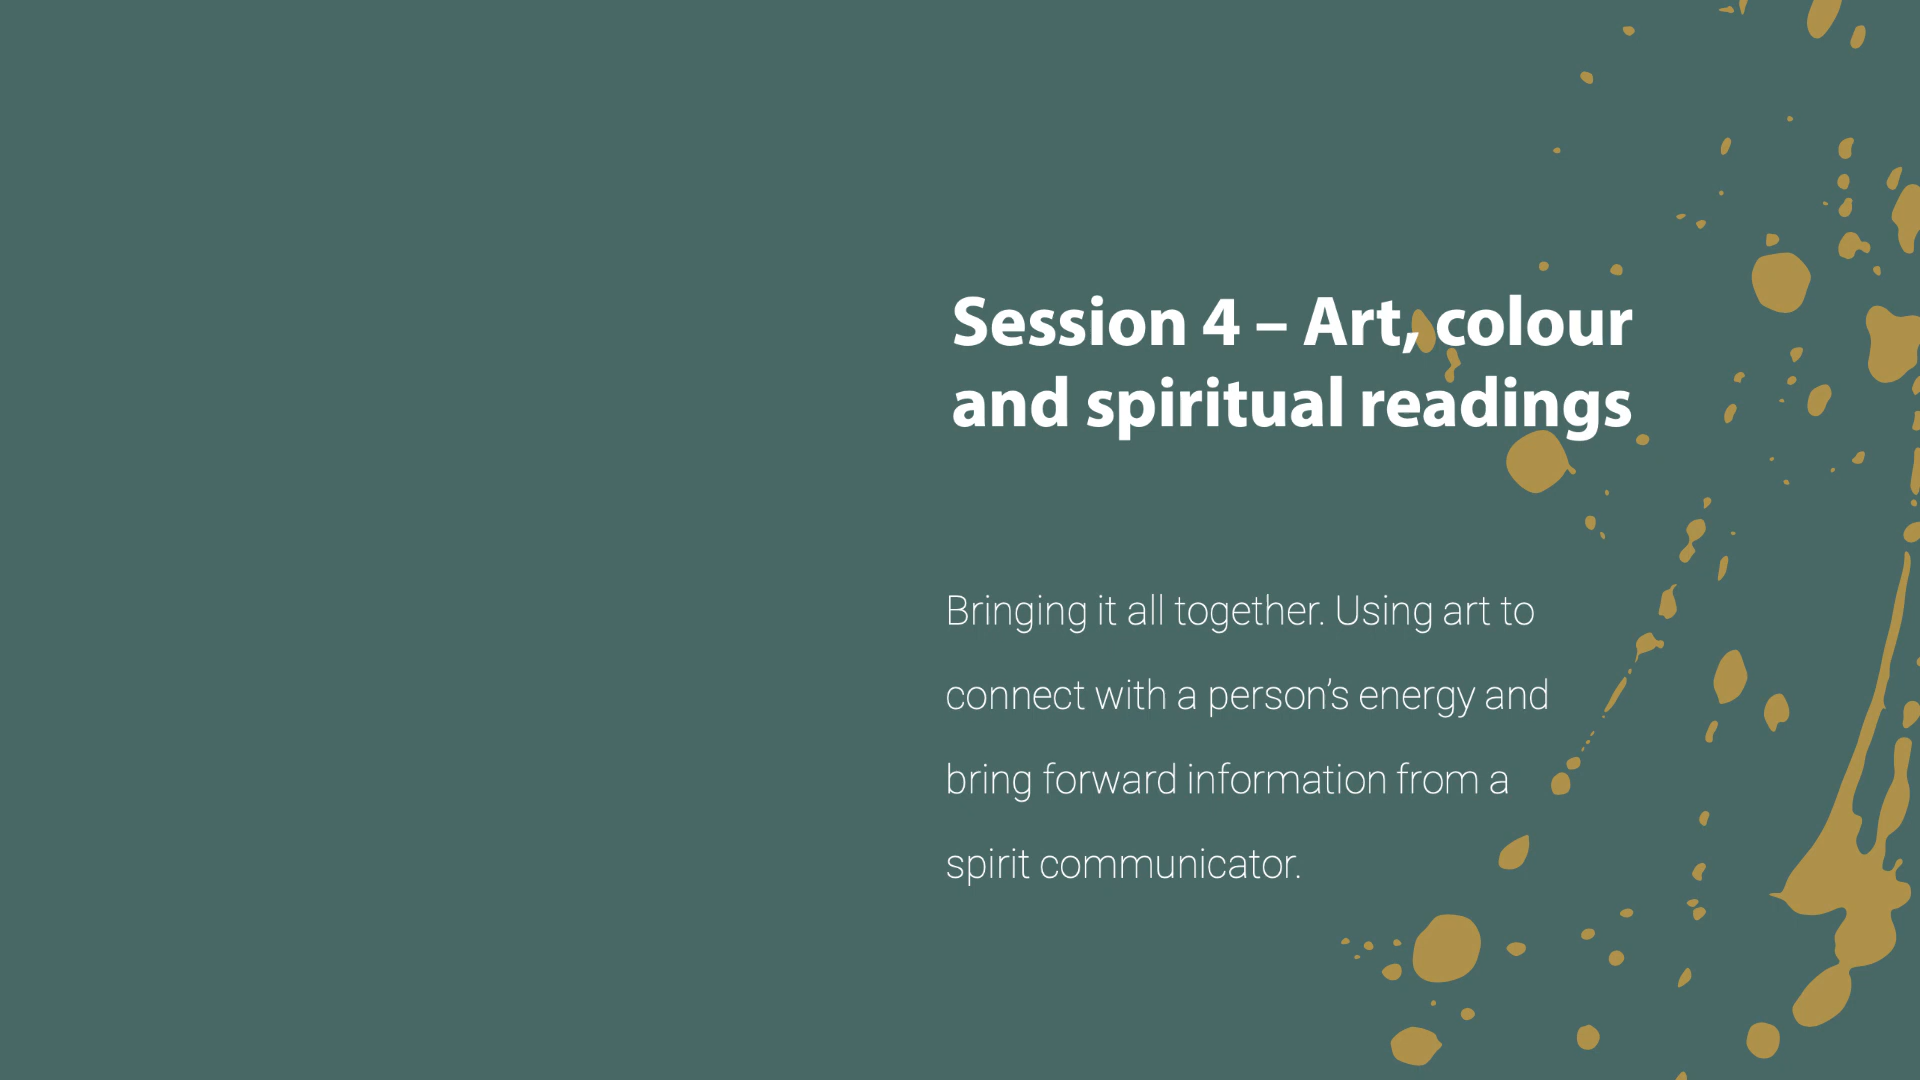 Session 4 – Art, colour
and spiritual readings
Bringing it all together. Using art to
connect with a person’s energy and
bring forward information from a
spirit communicator.